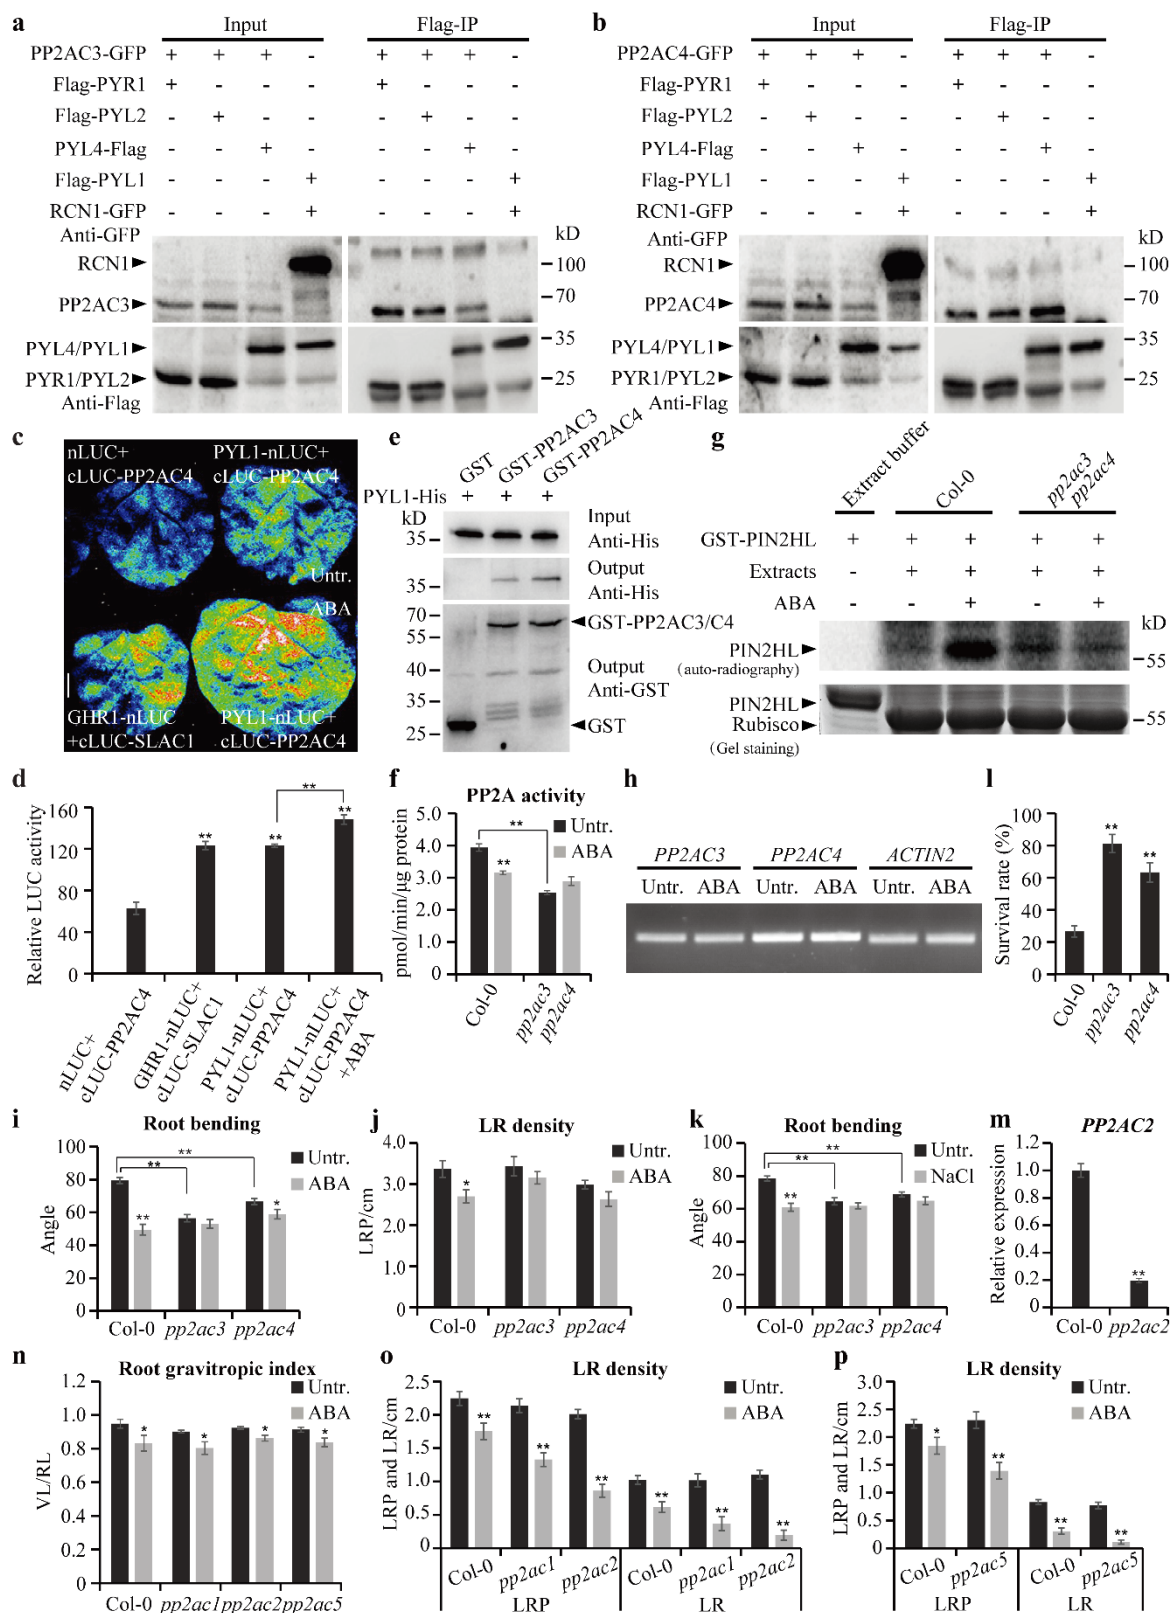 a
Input
Flag-IP
PP2AC3-GFP + + + - + + + -
Flag-PYR1 + - - - + - - -
Flag-PYL2 - + - - - + - -
PYL4-Flag - - + - - - + -
Flag-PYL1 - - - + - - - +
RCN1-GFP - - - + - - - +
Anti-GFP
kD
RCN1
100
PP2AC3
70
PYL4/PYL1
35
PYR1/PYL2
25
Anti-Flag
b
Input
Flag-IP
PP2AC4-GFP + + + - + + + -
Flag-PYR1 + - - - + - - -
Flag-PYL2 - + - - - + - -
PYL4-Flag - - + - - - + -
Flag-PYL1 - - - + - - - +
RCN1-GFP - - - + - - - +
Anti-GFP
kD
RCN1
100
PP2AC4
70
PYL4/PYL1
35
PYR1/PYL2
25
Anti-Flag
c
nLUC+
cLUC-PP2AC4
PYL1-nLUC+
cLUC-PP2AC4
Untr.
ABA
GHR1-nLUC
+cLUC-SLAC1
PYL1-nLUC+
cLUC-PP2AC4
e
GST
GST-PP2AC3
GST-PP2AC4
PYL1-His + + +
kD
35
Input
Anti-His
35
Output
Anti-His
70
55
40
35
25
GST-PP2AC3/C4
Output
Anti-GST
GST
g
Extract buffer
Col-0
pp2ac3
pp2ac4
GST-PIN2HL + + + + +
Extracts - + + + +
ABA - - + - +
kD
PIN2HL
(auto-radiography)
55
PIN2HL
Rubisco
(Gel staining)
55
d
Relative LUC activity
160
120
80
40
0
**
**
**
**
nLUC+
cLUC-PP2AC4
GHR1-nLUC+
cLUC-SLAC1
PYL1-nLUC+
cLUC-PP2AC4
PYL1-nLUC+
cLUC-PP2AC4
+ABA
f
PP2A activity
pmol/min/μg protein
4.0
3.0
2.0
1.0
0.0
Untr.
ABA
**
**
Col-0
pp2ac3
pp2ac4
h
PP2AC3
PP2AC4
ACTIN2
Untr. ABA Untr. ABA Untr. ABA
l
Survival rate (%)
100
80
60
40
20
0
**
**
Col-0
pp2ac3
pp2ac4
i
Root bending
Angle
100
80
60
40
20
0
Untr.
ABA
**
**
**
*
Col-0 pp2ac3 pp2ac4
j
LR density
LRP/cm
4.0
3.0
2.0
1.0
0.0
Untr.
ABA
*
Col-0 pp2ac3 pp2ac4
k
Root bending
Angle
100
80
60
40
20
0
Untr.
NaCl
**
**
**
Col-0 pp2ac3 pp2ac4
m
PP2AC2
Relative expression
1.2
1.0
0.8
0.6
0.4
0.2
0
**
Col-0 pp2ac2
n
Root gravitropic index
VL/RL
1.2
1.0
0.8
0.6
0.4
0.2
0
Untr.
ABA
* * * *
Col-0 pp2ac1 pp2ac2 pp2ac5
o
LR density
LRP and LR/cm
2.5
2.0
1.5
1.0
0.5
0
Untr.
ABA
** ** ** ** ** **
Col-0 pp2ac1 pp2ac2 Col-0 pp2ac1 pp2ac2
LRP LR
p
LR density
LRP and LR/cm
3.0
2.5
2.0
1.5
1.0
0.5
0
Untr.
ABA
* ** ** **
Col-0 pp2ac5 Col-0 pp2ac5
LRP LR